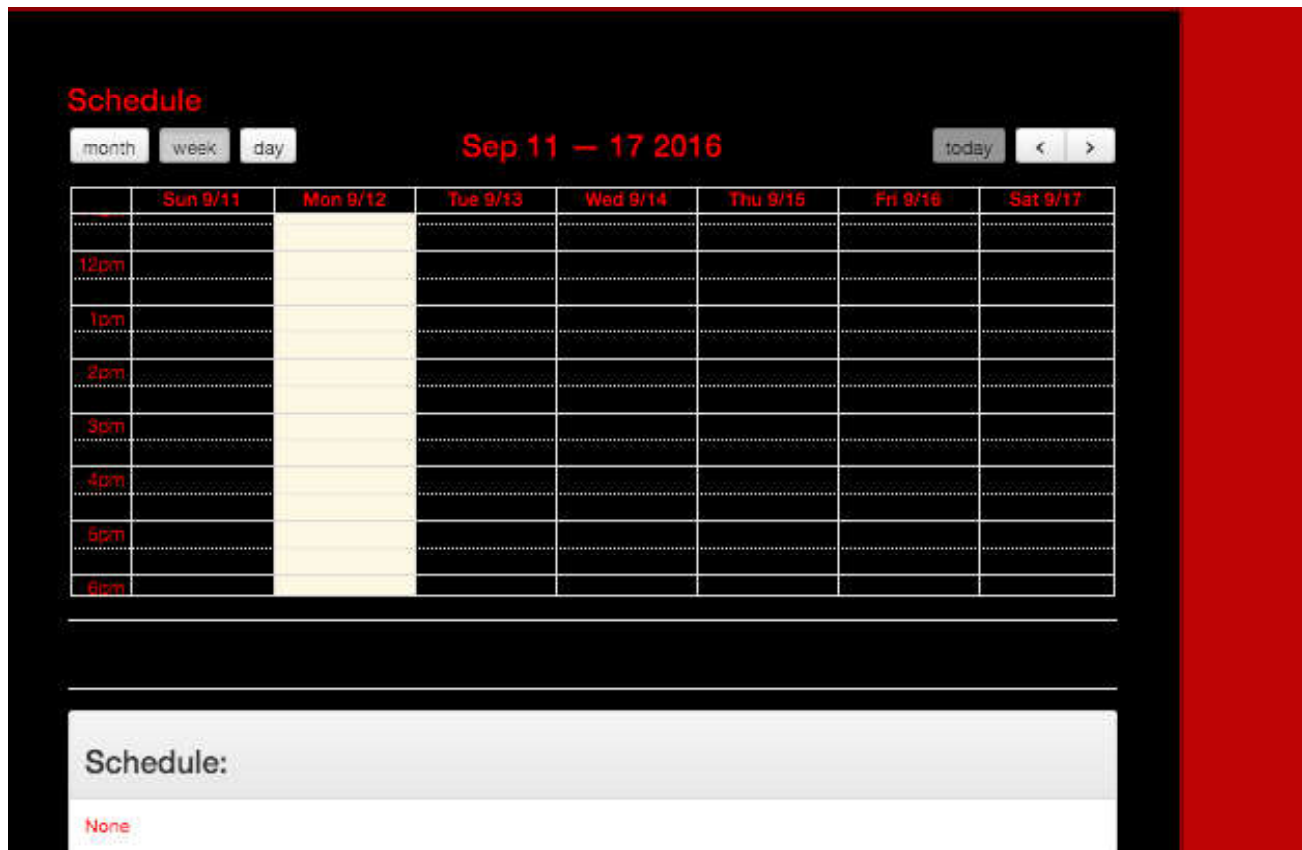 Schedule
month week day Sep 11 — 17 2016 today < >
Sun 9/11 Mon 9/12 Tue 9/13 Wed 9/14 Thu 9/15 Fri 9/16 Sat 9/17
12pm
1pm
2pm
3pm
4pm
5pm
6pm
Schedule:
None